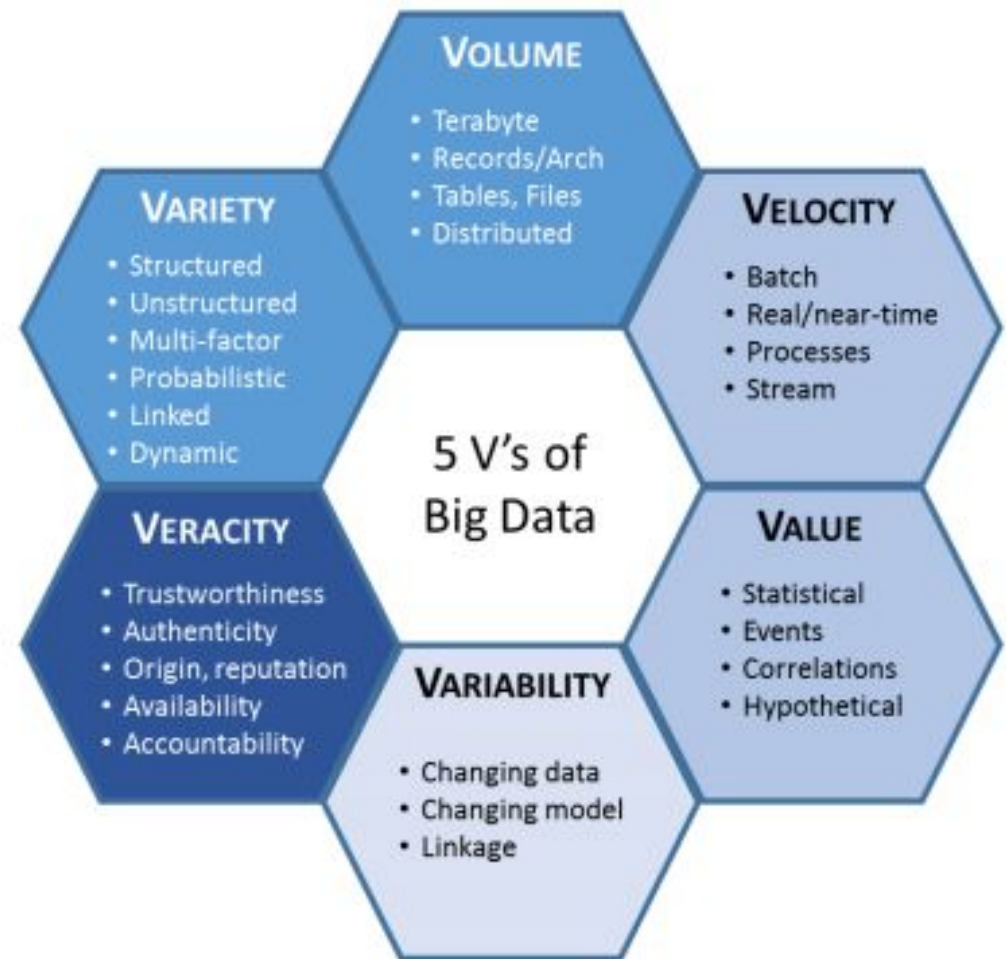 VOLUME
• Terabyte
• Records/Arch
• Tables, Files
• Distributed
VARIETY
• Structured
• Unstructured
• Multi-factor
• Probabilistic
• Linked
• Dynamic
VELOCITY
• Batch
• Real/near-time
• Processes
• Stream
5 V’s of
Big Data
VERACITY
• Trustworthiness
• Authenticity
• Origin, reputation
• Availability
• Accountability
VALUE
• Statistical
• Events
• Correlations
• Hypothetical
VARIABILITY
• Changing data
• Changing model
• Linkage